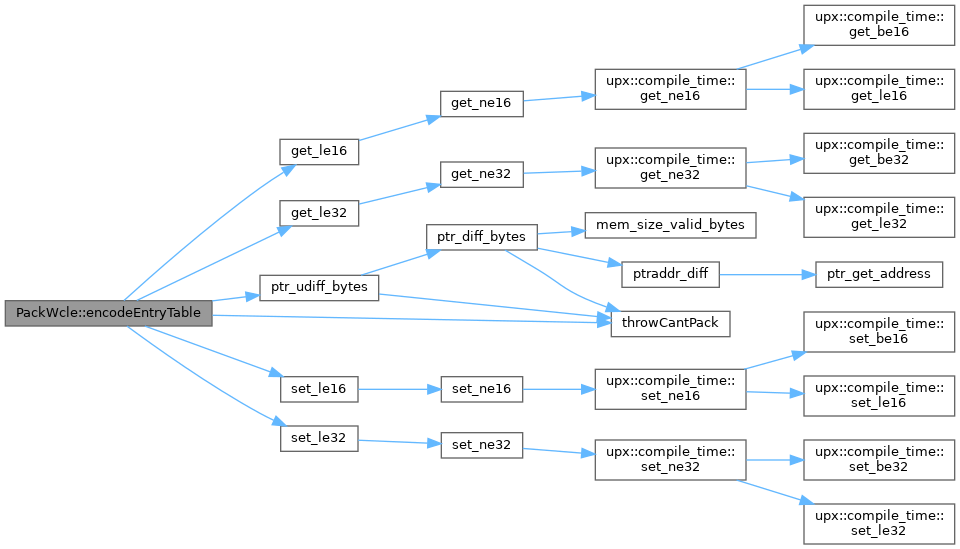 PackWcle::encodeEntryTable
get_le16
get_ne16
upx::compile_time::
get_ne16
upx::compile_time::
get_be16
upx::compile_time::
get_le16
get_le32
get_ne32
upx::compile_time::
get_ne32
upx::compile_time::
get_be32
upx::compile_time::
get_le32
ptr_udiff_bytes
ptr_diff_bytes
mem_size_valid_bytes
ptraddr_diff
ptr_get_address
throwCantPack
set_le16
set_ne16
upx::compile_time::
set_ne16
upx::compile_time::
set_be16
upx::compile_time::
set_le16
set_le32
set_ne32
upx::compile_time::
set_ne32
upx::compile_time::
set_be32
upx::compile_time::
set_le32